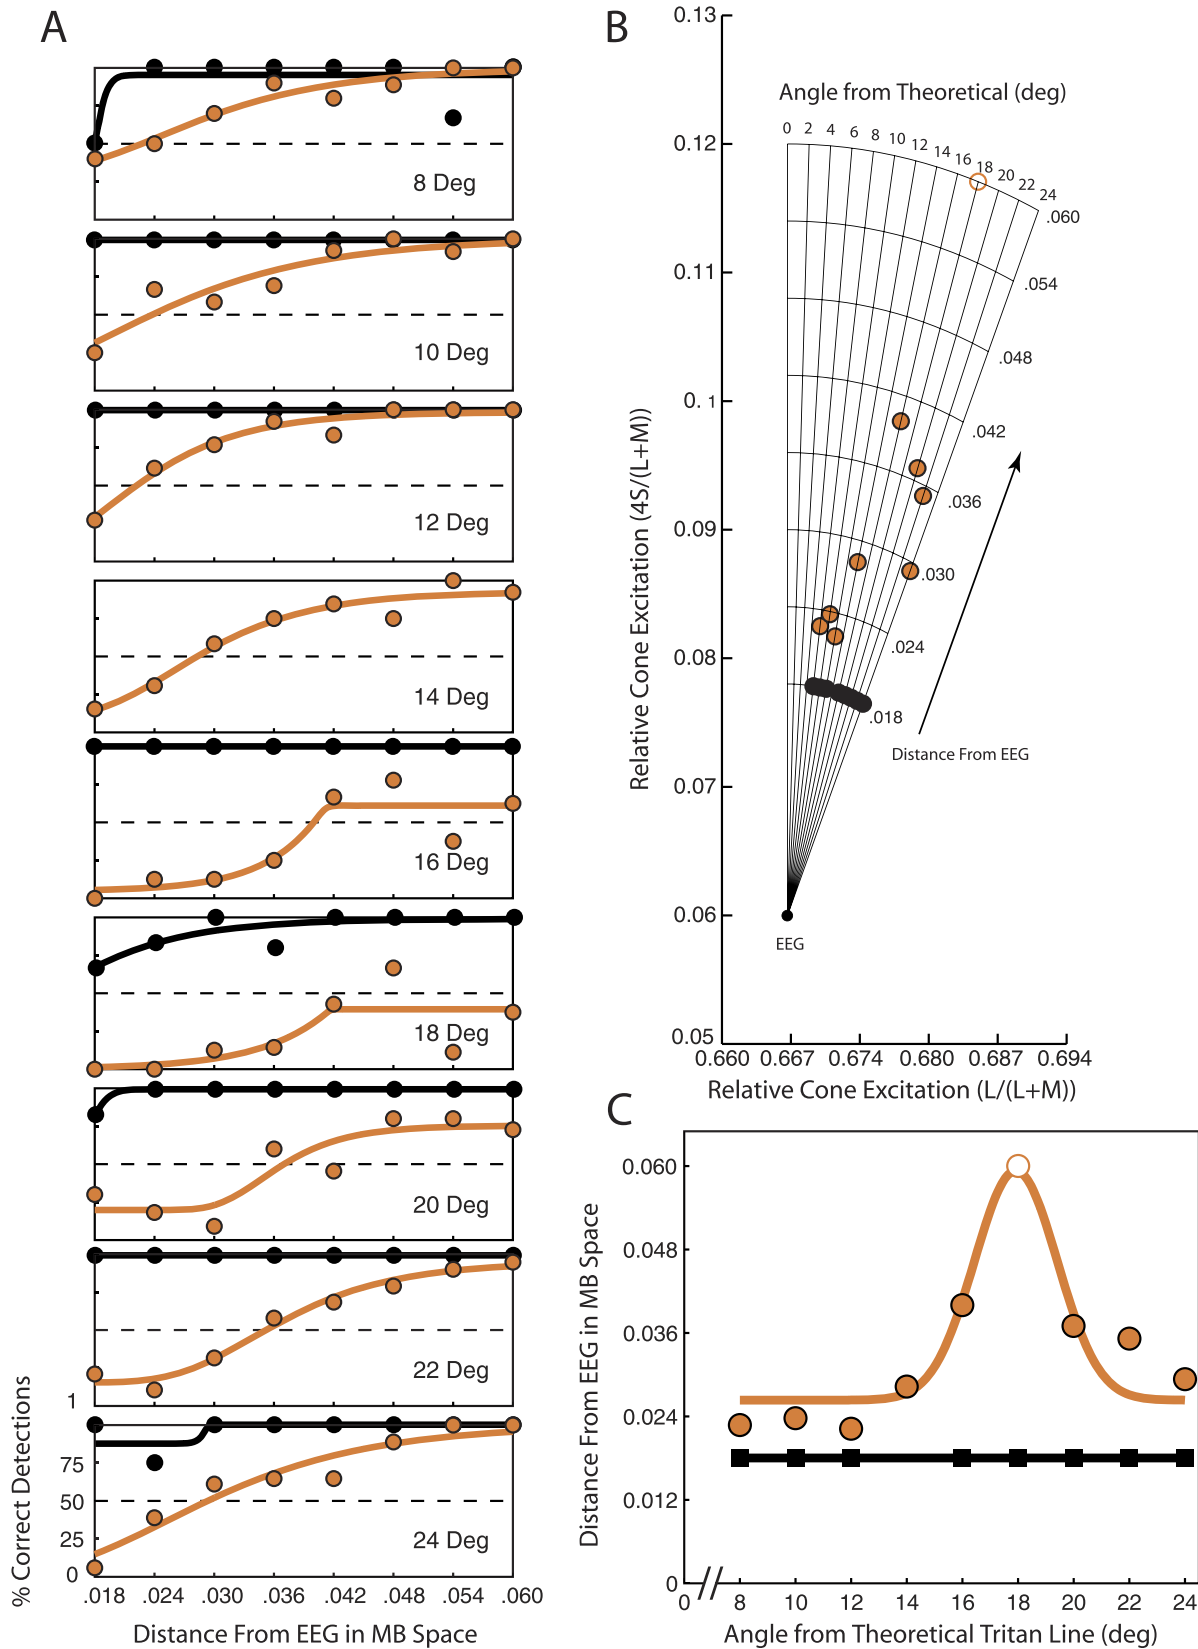 A
8 Deg
10 Deg
12 Deg
14 Deg
16 Deg
18 Deg
20 Deg
22 Deg
24 Deg
% Correct Detections
1
75
50
25
0
.018 .024 .030 .036 .042 .048 .054 .060
Distance From EEG in MB Space
B
Angle from Theoretical (deg)
0 2 4 6 8 10 12 14 16 18 20 22 24
.060
.054
.048
.042
.036
.030
.024
.018
Distance From EEG
EEG
Relative Cone Excitation (4S/(L+M))
0.13
0.12
0.11
0.1
0.09
0.08
0.07
0.06
0.05
0.660 0.667 0.674 0.680 0.687 0.694
Relative Cone Excitation (L/(L+M))
C
Distance From EEG in MB Space
0.060
0.048
0.036
0.024
0.012
0
0 8 10 12 14 16 18 20 22 24
Angle from Theoretical Tritan Line (deg)